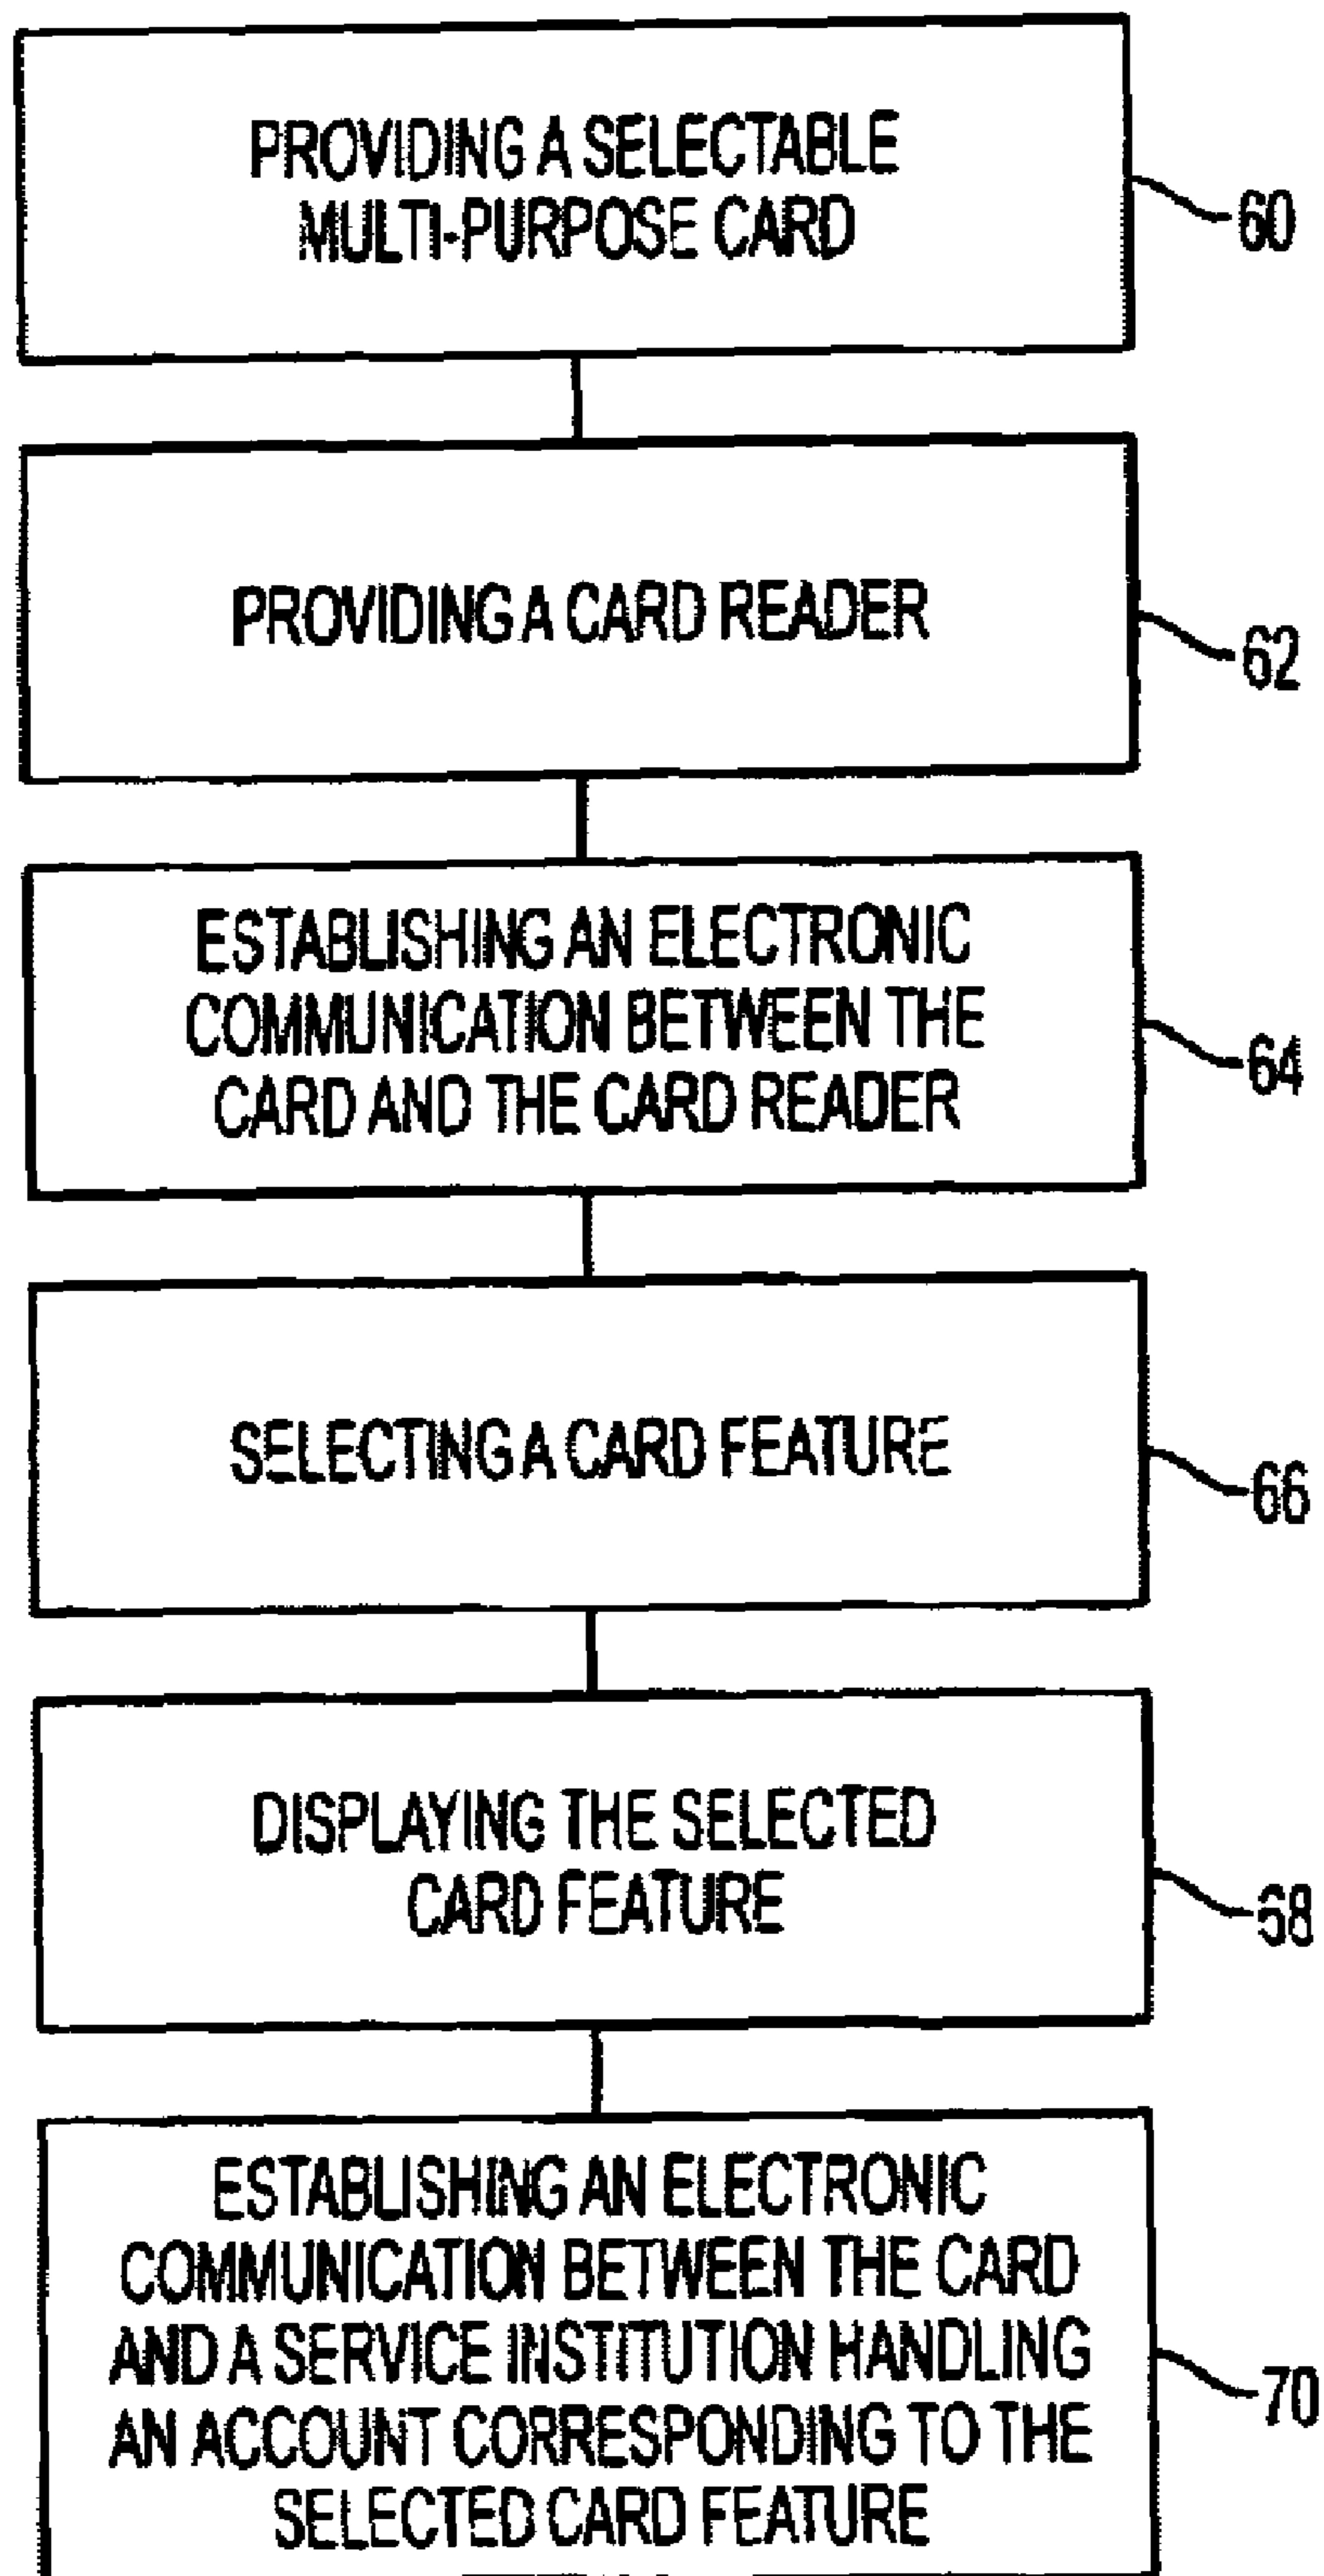 PROVIDING A SELECTABLE
MULTI-PURPOSE CARD
60
PROVIDING A CARD READER
62
ESTABLISHING AN ELECTRONIC
COMMUNICATION BETWEEN THE
CARD AND THE CARD READER
64
SELECTING A CARD FEATURE
66
DISPLAYING THE SELECTED
CARD FEATURE
68
ESTABLISHING AN ELECTRONIC
COMMUNICATION BETWEEN THE CARD
AND A SERVICE INSTITUTION HANDLING
AN ACCOUNT CORRESPONDING TO THE
SELECTED CARD FEATURE
70